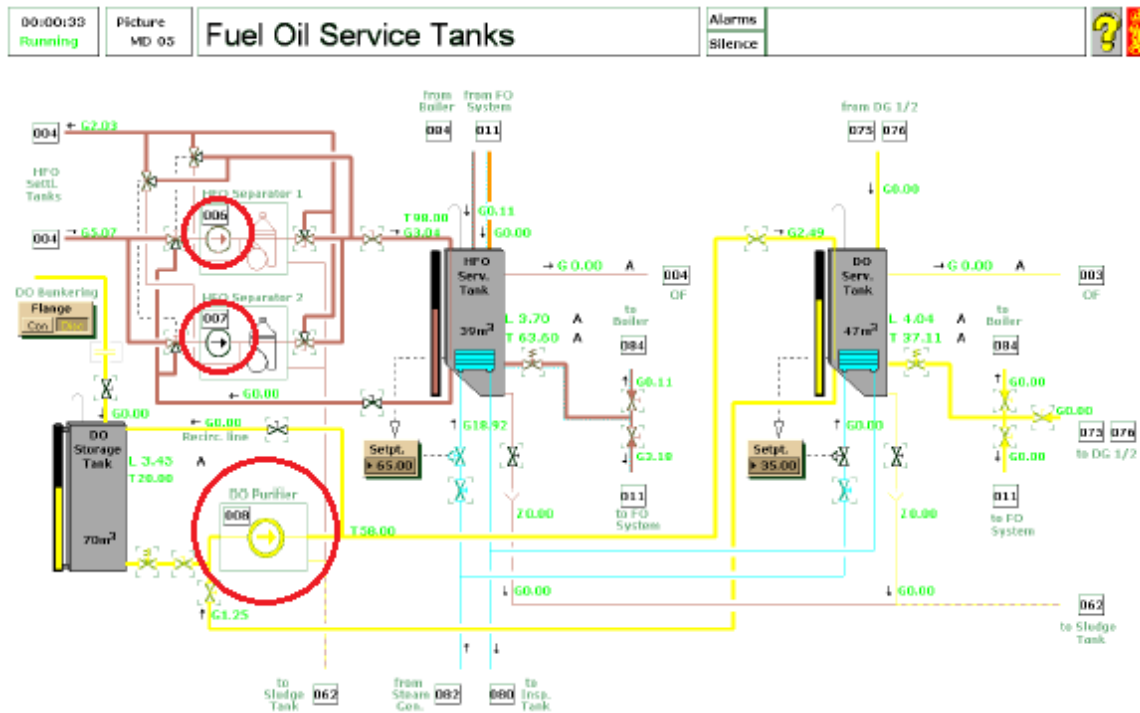 00:00:33
Running
Picture
MD 05
Fuel Oil Service Tanks
Alarms
Silence
?
from
Boiler
from FO
System
from DG 1/2
004
011
075
076
004
G2.03
HFO
Settl.
Tanks
HFO Separator 1
006
004
G5.07
T90.00
G3.04
G0.11
G0.00
G0.00
G2.49
HFO
Serv.
Tank
39m³
G 0.00
A
004
OF
DO
Serv.
Tank
47m³
G 0.00
A
003
OF
DO Bunkering
Flange
Con
HFO Separator 2
007
L 3.70
A
T 63.60
A
to
Boiler
084
L 4.04
A
T 37.11
A
to
Boiler
084
G0.00
G0.11
G0.00
G0.00
G0.00
Recirc. line
G18.92
G0.00
G0.00
075
076
to DG 1/2
DO
Storage
Tank
70m³
L 3.43
A
T20.00
Setpt.
65.00
G2.10
Setpt.
35.00
G0.00
DO Purifier
008
T58.00
Z0.00
011
to FO
System
Z0.00
011
to FO
System
G1.25
G0.00
G0.00
062
to Sludge
Tank
to
Sludge
Tank
062
from
Steam
Gen.
082
080
to
Insp.
Tank